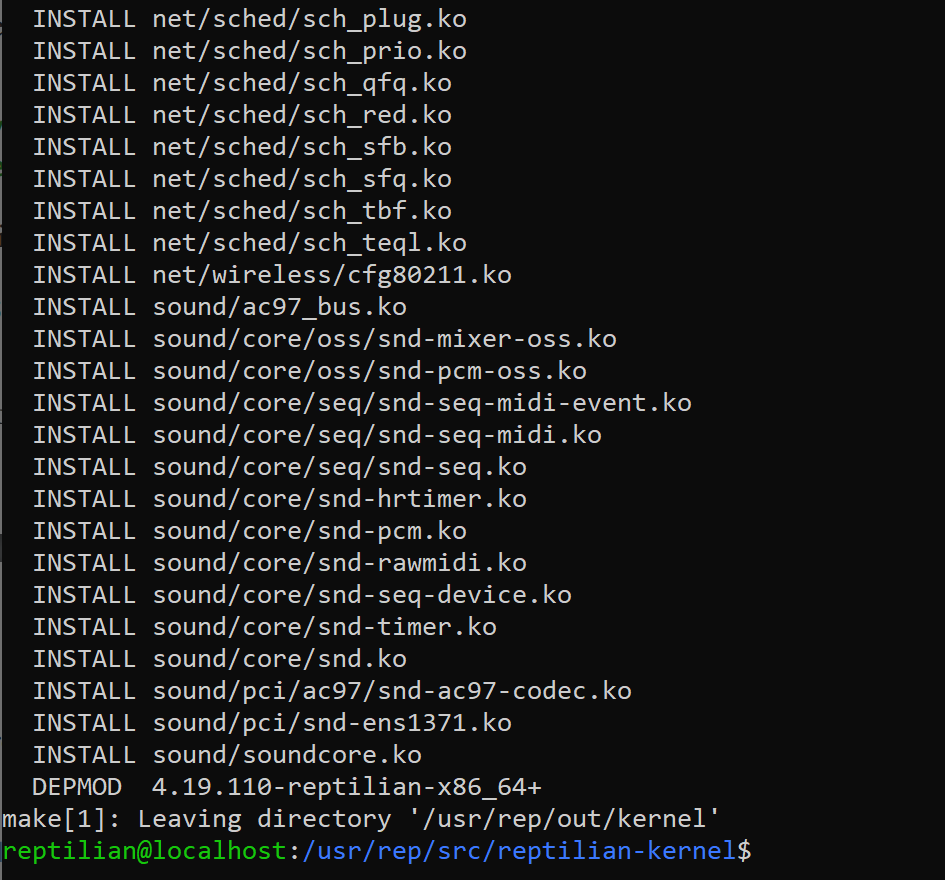 INSTALL net/sched/sch_plug.ko
INSTALL net/sched/sch_prio.ko
INSTALL net/sched/sch_qfq.ko
INSTALL net/sched/sch_red.ko
INSTALL net/sched/sch_sfb.ko
INSTALL net/sched/sch_sfq.ko
INSTALL net/sched/sch_tbf.ko
INSTALL net/sched/sch_teql.ko
INSTALL net/wireless/cfg80211.ko
INSTALL sound/ac97_bus.ko
INSTALL sound/core/oss/snd-mixer-oss.ko
INSTALL sound/core/oss/snd-pcm-oss.ko
INSTALL sound/core/seq/snd-seq-midi-event.ko
INSTALL sound/core/seq/snd-seq-midi.ko
INSTALL sound/core/seq/snd-seq.ko
INSTALL sound/core/snd-hrtimer.ko
INSTALL sound/core/snd-pcm.ko
INSTALL sound/core/snd-rawmidi.ko
INSTALL sound/core/snd-seq-device.ko
INSTALL sound/core/snd-timer.ko
INSTALL sound/core/snd.ko
INSTALL sound/pci/ac97/snd-ac97-codec.ko
INSTALL sound/pci/snd-ens1371.ko
INSTALL sound/soundcore.ko
DEPMOD  4.19.110-reptilian-x86_64+
make[1]: Leaving directory '/usr/rep/out/kernel'
reptilian@localhost:/usr/rep/src/reptilian-kernel$